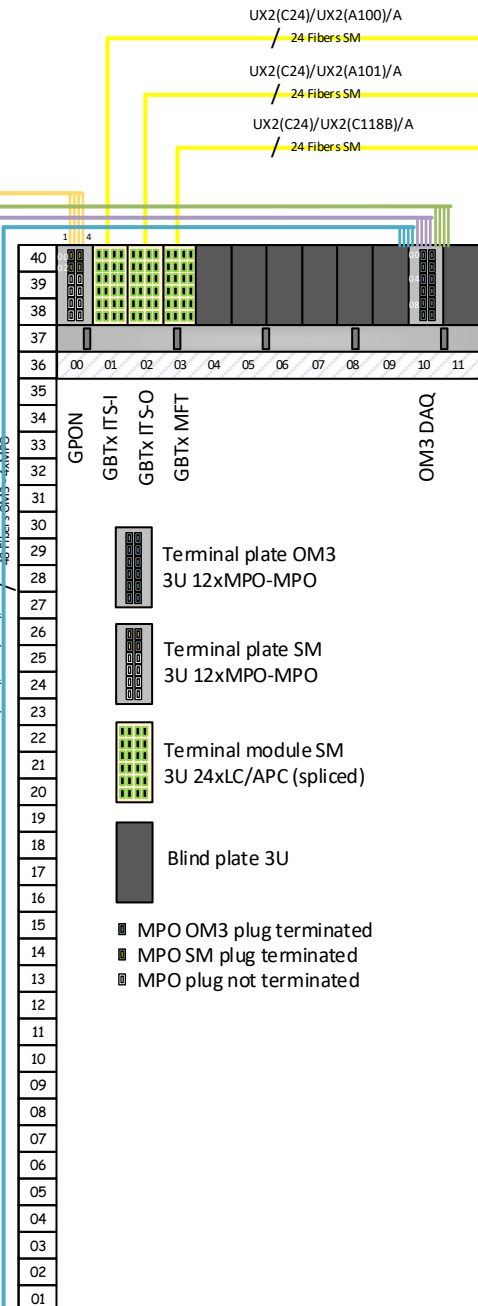 UX2(C24)/UX2(A100)/A
24 Fibers SM
UX2(C24)/UX2(A101)/A
24 Fibers SM
UX2(C24)/UX2(C118B)/A
24 Fibers SM
1 4
40 00 00
02
39 04
38 08
37
36 00 01 02 03 04 05 06 07 08 09 10 11
GPON
GBTx ITS-I
GBTx ITS-O
GBTx MFT
OM3 DAQ
35
34
33
32
31
30
29 Terminal plate OM3
28 3U 12xMPO-MPO
27
26
25 Terminal plate SM
24 3U 12xMPO-MPO
23
22
21 Terminal module SM
20 3U 24xLC/APC (spliced)
19
18
17 Blind plate 3U
16
15 MPO OM3 plug terminated
14 MPO SM plug terminated
13 MPO plug not terminated
12
11
10
09
08
07
06
05
04
03
02
01